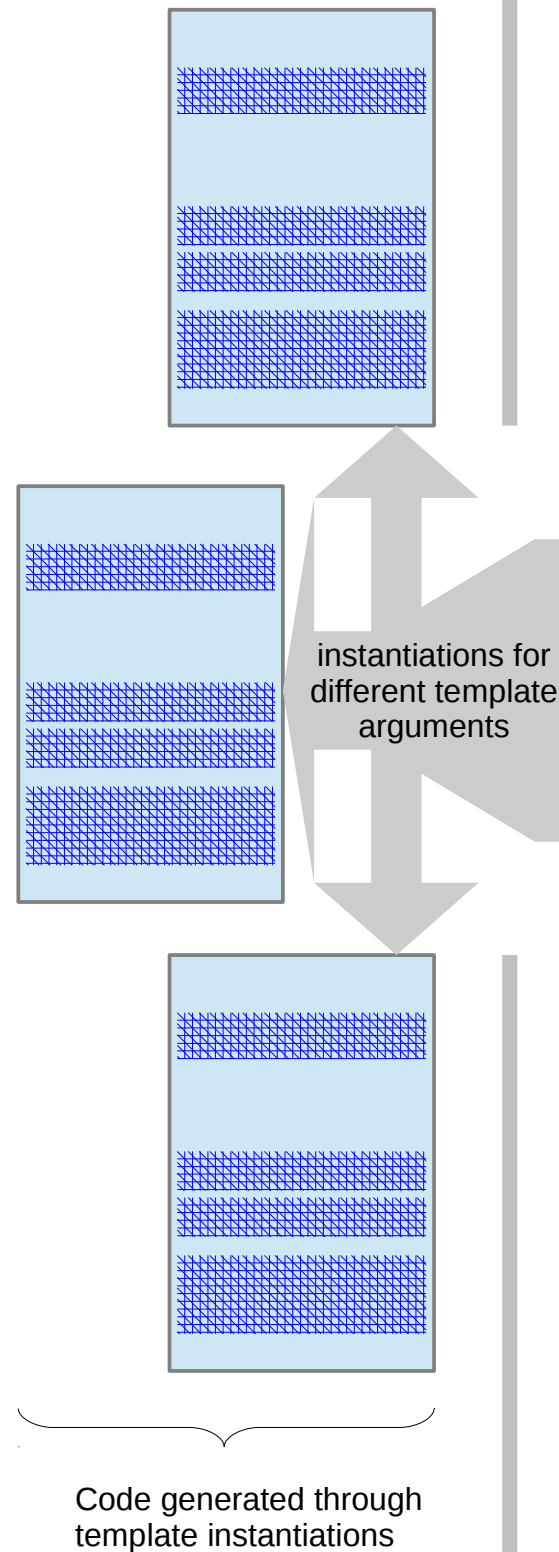 instantiations for
different template
arguments
Code generated through
template instantiations